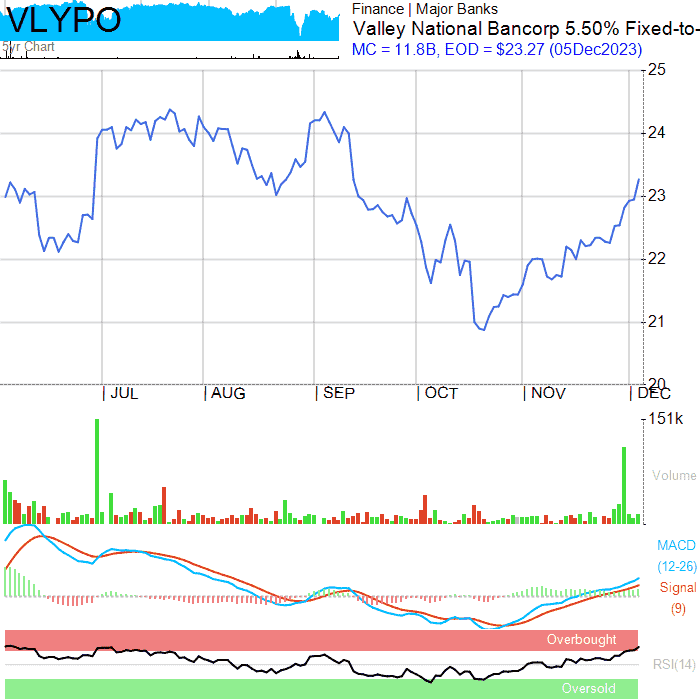 VLYPO
5yr Chart
Finance | Major Banks
Valley National Bancorp 5.50% Fixed-to-
MC = 11.8B, EOD = $23.27 (05Dec2023)
25
24
23
22
21
20
| JUL | AUG | SEP | OCT | NOV | DEC
151k
Volume
MACD
(12-26)
Signal
(9)
Overbought
RSI(14)
Oversold